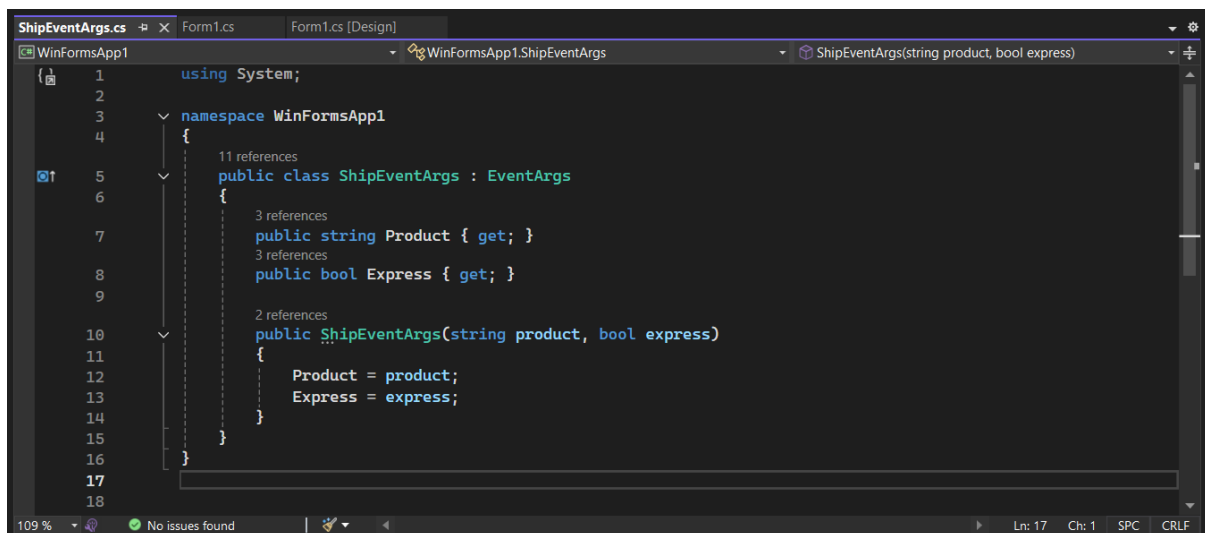 ShipEventArgs.cs Form1.cs Form1.cs [Design]
C# WinFormsApp1 WinFormsApp1.ShipEventArgs ShipEventArgs(string product, bool express)
1 using System;
2
3 namespace WinFormsApp1
4 {
11 references
5 public class ShipEventArgs : EventArgs
6 {
3 references
7 public string Product { get; }
3 references
8 public bool Express { get; }
9
2 references
10 public ShipEventArgs(string product, bool express)
11 {
12 Product = product;
13 Express = express;
14 }
15 }
16 }
17
18
109 % No issues found Ln: 17 Ch: 1 SPC CRLF